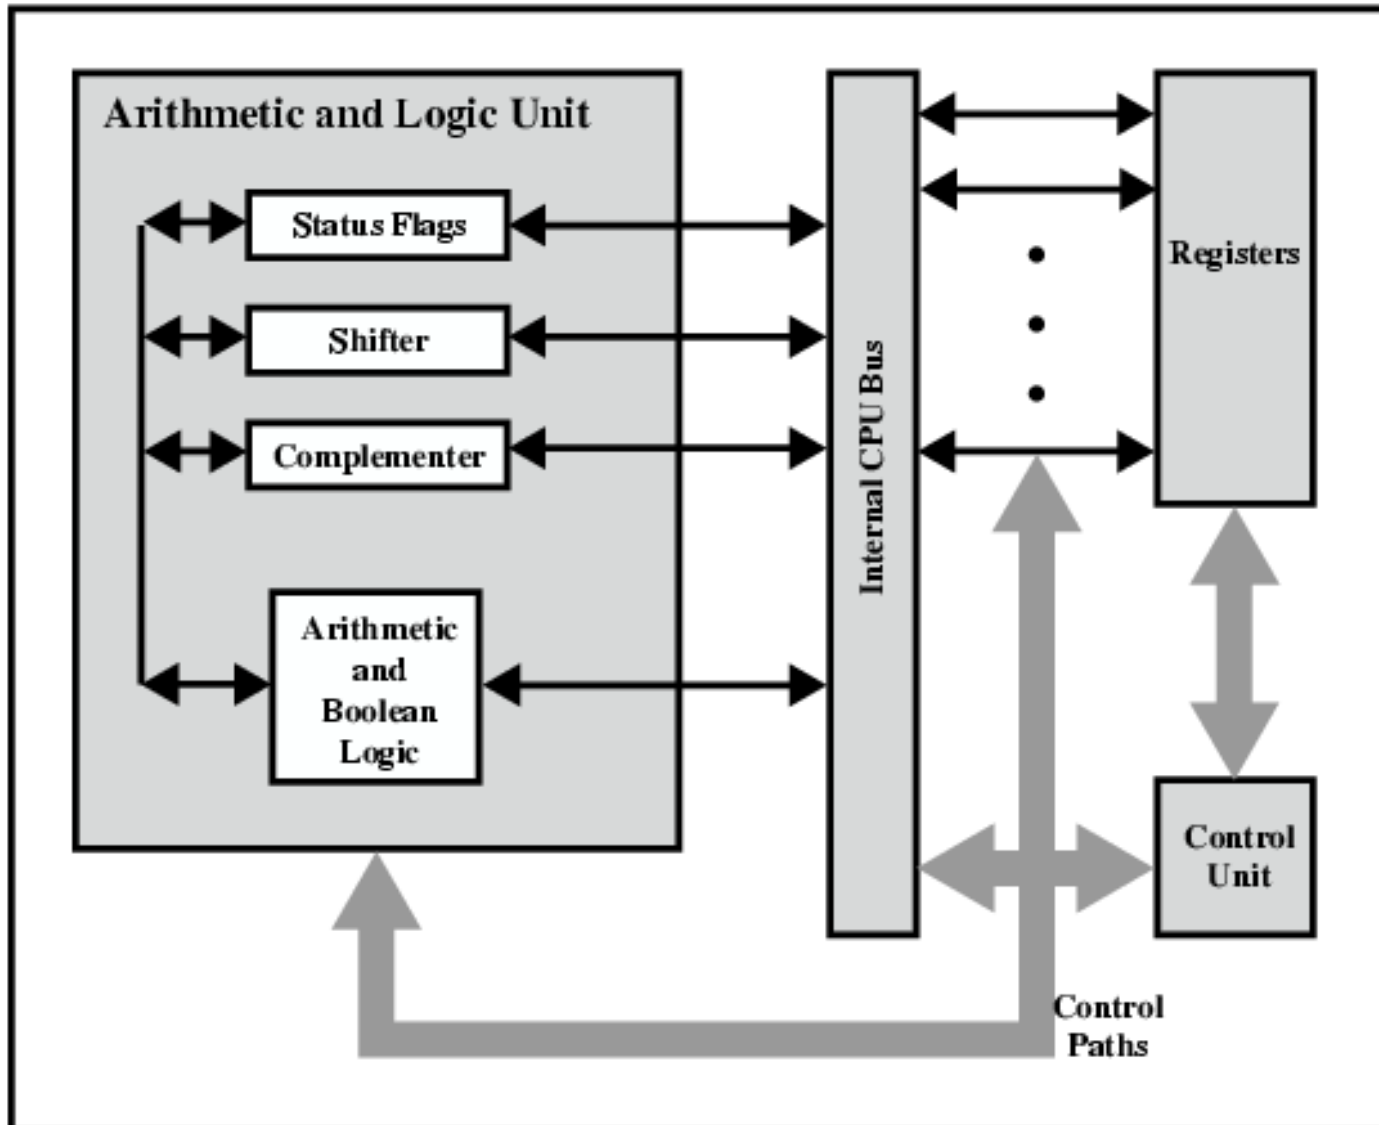 Arithmetic and Logic Unit
Status Flags
Shifter
Complementer
Arithmetic
and
Boolean
Logic
Internal CPU Bus
Registers
Control
Unit
Control
Paths